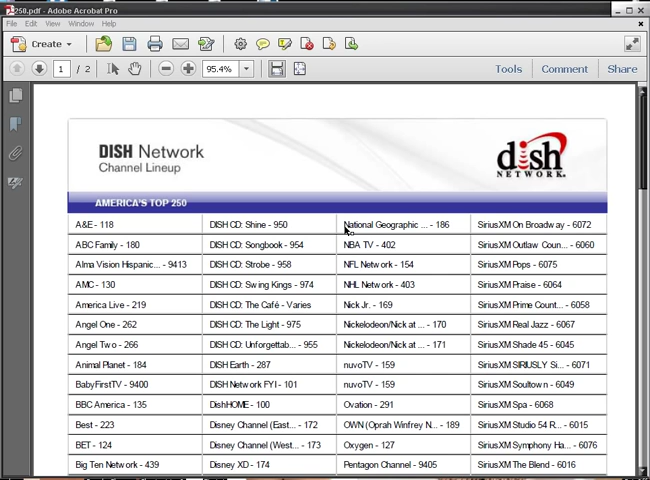 250.pdf - Adobe Acrobat Pro
File Edit View Window Help
Create
1 / 2 95.4% Tools Comment Share
DISH Network
Channel Lineup
dish
NETWORK.
AMERICA'S TOP 250
A&E - 118 DISH CD: Shine - 950 National Geographic ... - 186 SiriusXM On Broadway - 6072
ABC Family - 180 DISH CD: Songbook - 954 NBA TV - 402 SiriusXM Outlaw Coun... - 6060
Alma Vision Hispanic... - 9413 DISH CD: Strobe - 958 NFL Network - 154 SiriusXM Pops - 6075
AMC - 130 DISH CD: Swing Kings - 974 NHL Network - 403 SiriusXM Praise - 6064
America Live - 219 DISH CD: The Café - Varies Nick Jr. - 169 SiriusXM Prime Count... - 6058
Angel One - 262 DISH CD: The Light - 975 Nickelodeon/Nick at ... - 170 SiriusXM Real Jazz - 6067
Angel Two - 266 DISH CD: Unforgettab... - 955 Nickelodeon/Nick at ... - 171 SiriusXM Shade 45 - 6045
Animal Planet - 184 DISH Earth - 287 nuvoTV - 159 SiriusXM SIRIUSLY Si... - 6071
BabyFirstTV - 9400 DISH Network FYI - 101 nuvoTV - 159 SiriusXM Soultown - 6049
BBC America - 135 DishHOME - 100 Ovation - 291 SiriusXM Spa - 6068
Best - 223 Disney Channel (East... - 172 OWN (Oprah Winfrey N... - 189 SiriusXM Studio 54 R... - 6015
BET - 124 Disney Channel (West... - 173 Oxygen - 127 SiriusXM Symphony Ha... - 6076
Big Ten Network - 439 Disney XD - 174 Pentagon Channel - 9405 SiriusXM The Blend - 6016